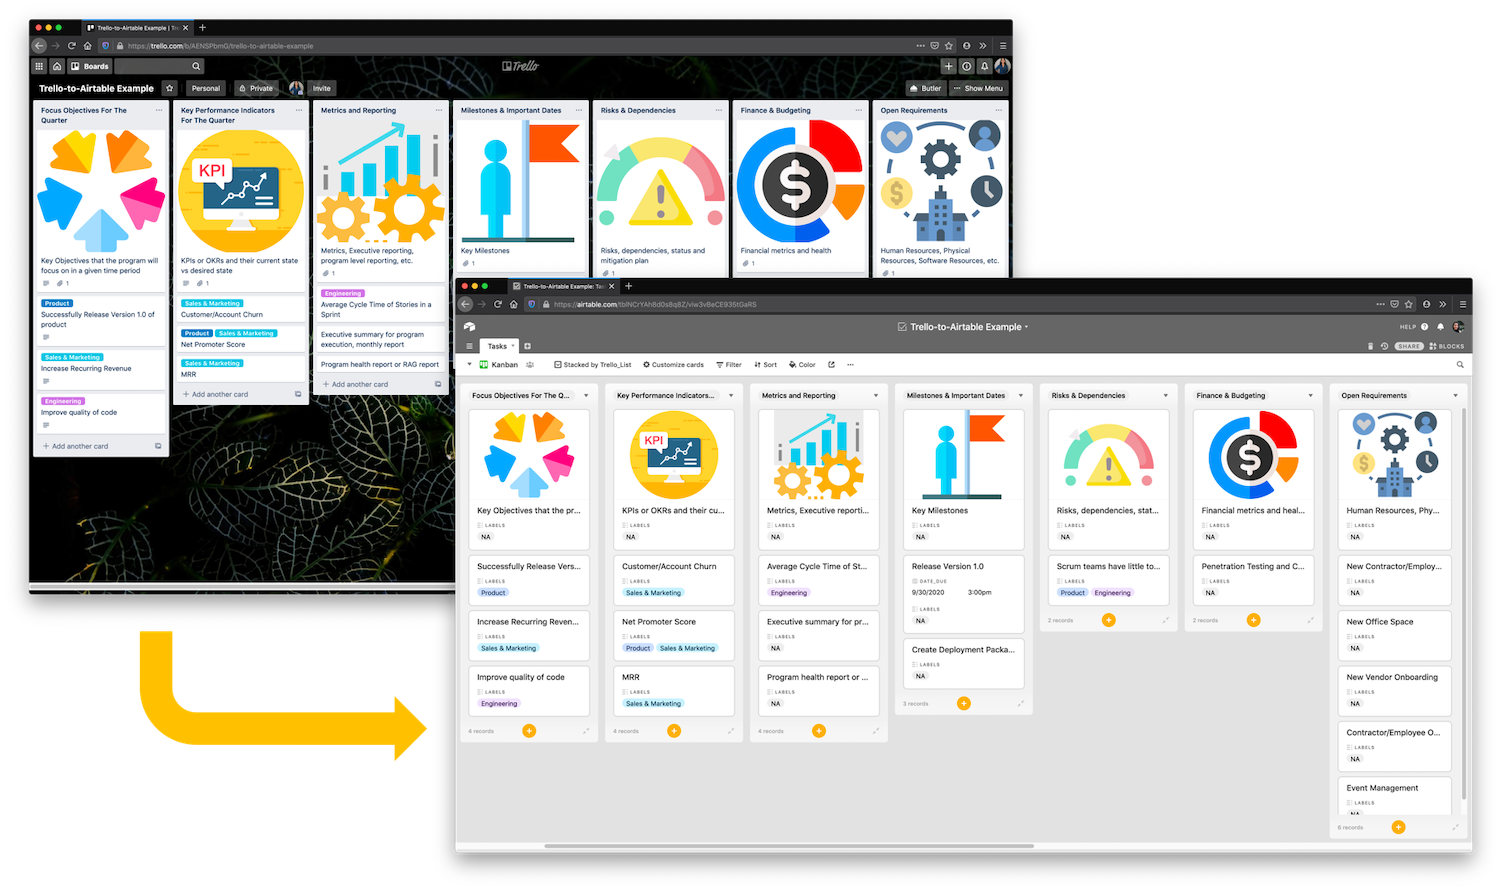 Trello-to-Airtable Example | Tre
https://trello.com/b/AENSPbmG/trello-to-airtable-example
Boards
Trello
Trello-to-Airtable Example
Personal
Private
Invite
Butler
Show Menu
Focus Objectives For The
Quarter
Key Objectives that the program will
focus on in a given time period
1
Product
Successfully Release Version 1.0 of
product
Sales & Marketing
Increase Recurring Revenue
Engineering
Improve quality of code
+ Add another card
Key Performance Indicators
For The Quarter
KPI
KPIs or OKRs and their current state
vs desired state
1
Sales & Marketing
Customer/Account Churn
Product Sales & Marketing
Net Promoter Score
Sales & Marketing
MRR
+ Add another card
Metrics and Reporting
Metrics, Executive reporting,
program level reporting, etc.
1
Engineering
Average Cycle Time of Stories in a
Sprint
Executive summary for program
execution, monthly report
Program health report or RAG report
+ Add another card
Milestones & Important Dates
Key Milestones
1
Risks & Dependencies
Risks, dependencies, status and
mitigation plan
1
Finance & Budgeting
$
Financial metrics and health
1
Open Requirements
$
Human Resources, Physical
Resources, Software Resources, etc.
1
Trello-to-Airtable Example: Tas
https://airtable.com/tblNCrYAh8d0s8q8Z/viw3vBeCE935tGaRS
Trello-to-Airtable Example
HELP
Tasks
SHARE
BLOCKS
Kanban
Stacked by Trello_List
Customize cards
Filter
Sort
Color
Focus Objectives For The Q...
Key Objectives that the pr...
LABELS
NA
Successfully Release Vers...
LABELS
Product
Increase Recurring Reven...
LABELS
Sales & Marketing
Improve quality of code
LABELS
Engineering
4 records
Key Performance Indicators...
KPI
KPIs or OKRs and their cu...
LABELS
NA
Customer/Account Churn
LABELS
Sales & Marketing
Net Promoter Score
LABELS
Product Sales & Marketing
MRR
LABELS
Sales & Marketing
4 records
Metrics and Reporting
Metrics, Executive reporti...
LABELS
NA
Average Cycle Time of St...
LABELS
Engineering
Executive summary for pr...
LABELS
NA
Program health report or ...
LABELS
NA
4 records
Milestones & Important Dates
Key Milestones
LABELS
NA
Release Version 1.0
DATE_DUE
9/30/2020 3:00pm
LABELS
NA
Create Deployment Packa...
LABELS
NA
3 records
Risks & Dependencies
Risks, dependencies, stat...
LABELS
NA
Scrum teams have little to...
LABELS
Product Engineering
2 records
Finance & Budgeting
$
Financial metrics and heal...
LABELS
NA
Penetration Testing and C...
LABELS
NA
2 records
Open Requirements
$
Human Resources, Phy...
LABELS
NA
New Contractor/Employ...
LABELS
NA
New Office Space
LABELS
NA
New Vendor Onboarding
LABELS
NA
Contractor/Employee O...
LABELS
NA
Event Management
LABELS
NA
6 records